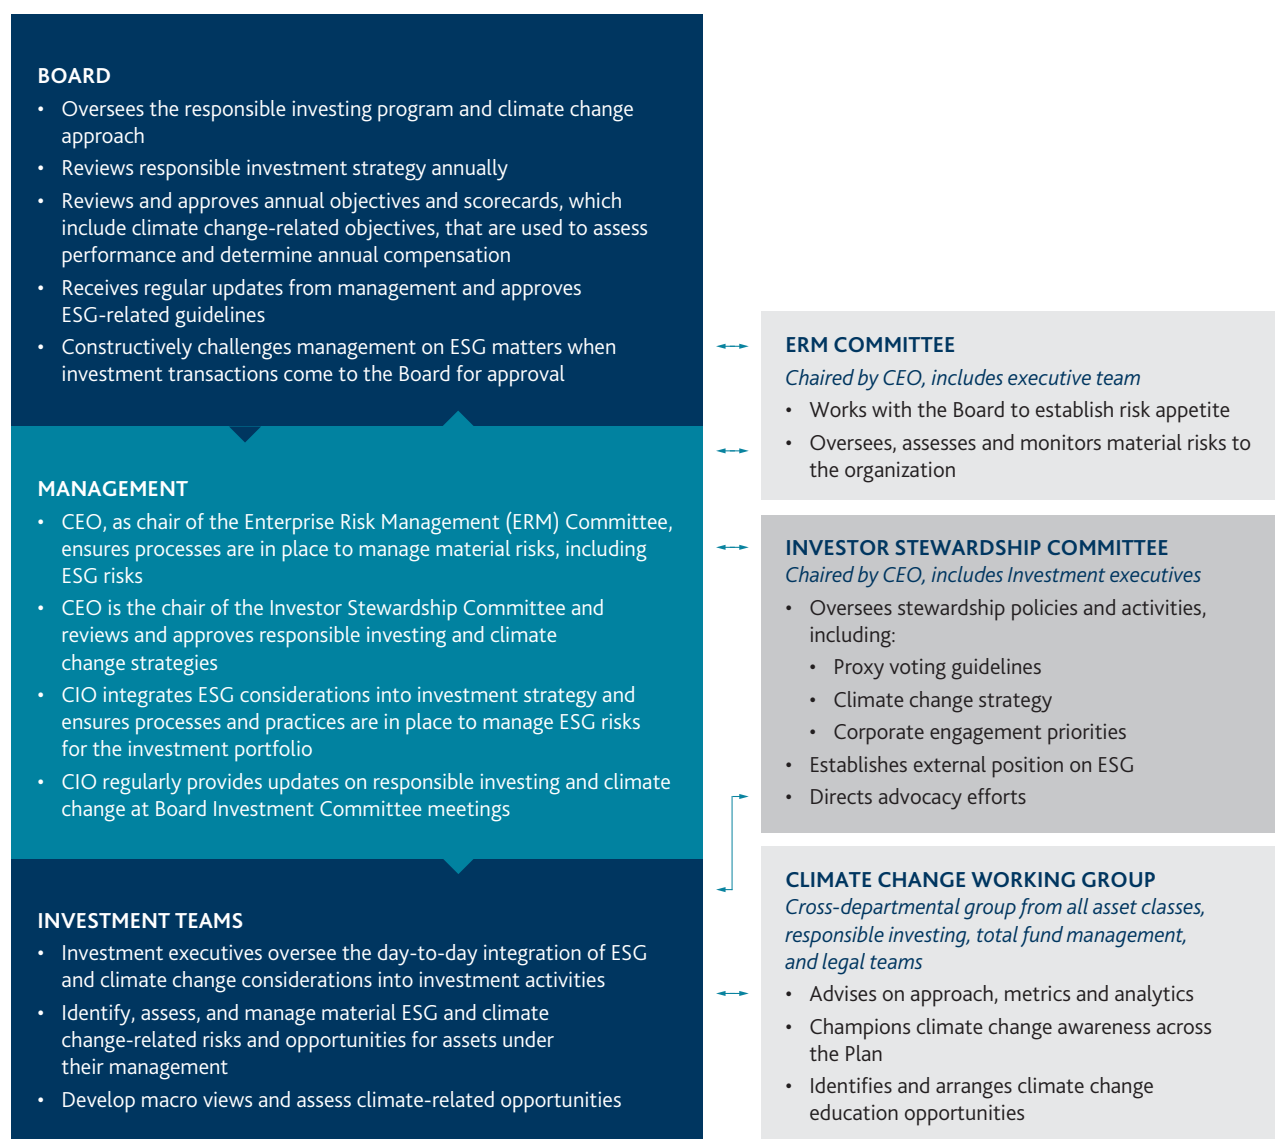 BOARD
• Oversees the responsible investing program and climate change
approach
• Reviews responsible investment strategy annually
• Reviews and approves annual objectives and scorecards, which
include climate change-related objectives, that are used to assess
performance and determine annual compensation
• Receives regular updates from management and approves
ESG-related guidelines
• Constructively challenges management on ESG matters when
investment transactions come to the Board for approval
MANAGEMENT
• CEO, as chair of the Enterprise Risk Management (ERM) Committee,
ensures processes are in place to manage material risks, including
ESG risks
• CEO is the chair of the Investor Stewardship Committee and
reviews and approves responsible investing and climate
change strategies
• CIO integrates ESG considerations into investment strategy and
ensures processes and practices are in place to manage ESG risks
for the investment portfolio
• CIO regularly provides updates on responsible investing and climate
change at Board Investment Committee meetings
INVESTMENT TEAMS
• Investment executives oversee the day-to-day integration of ESG
and climate change considerations into investment activities
• Identify, assess, and manage material ESG and climate
change-related risks and opportunities for assets under
their management
• Develop macro views and assess climate-related opportunities
ERM COMMITTEE
Chaired by CEO, includes executive team
• Works with the Board to establish risk appetite
• Oversees, assesses and monitors material risks to
the organization
INVESTOR STEWARDSHIP COMMITTEE
Chaired by CEO, includes Investment executives
• Oversees stewardship policies and activities,
including:
• Proxy voting guidelines
• Climate change strategy
• Corporate engagement priorities
• Establishes external position on ESG
• Directs advocacy efforts
CLIMATE CHANGE WORKING GROUP
Cross-departmental group from all asset classes,
responsible investing, total fund management,
and legal teams
• Advises on approach, metrics and analytics
• Champions climate change awareness across
the Plan
• Identifies and arranges climate change
education opportunities